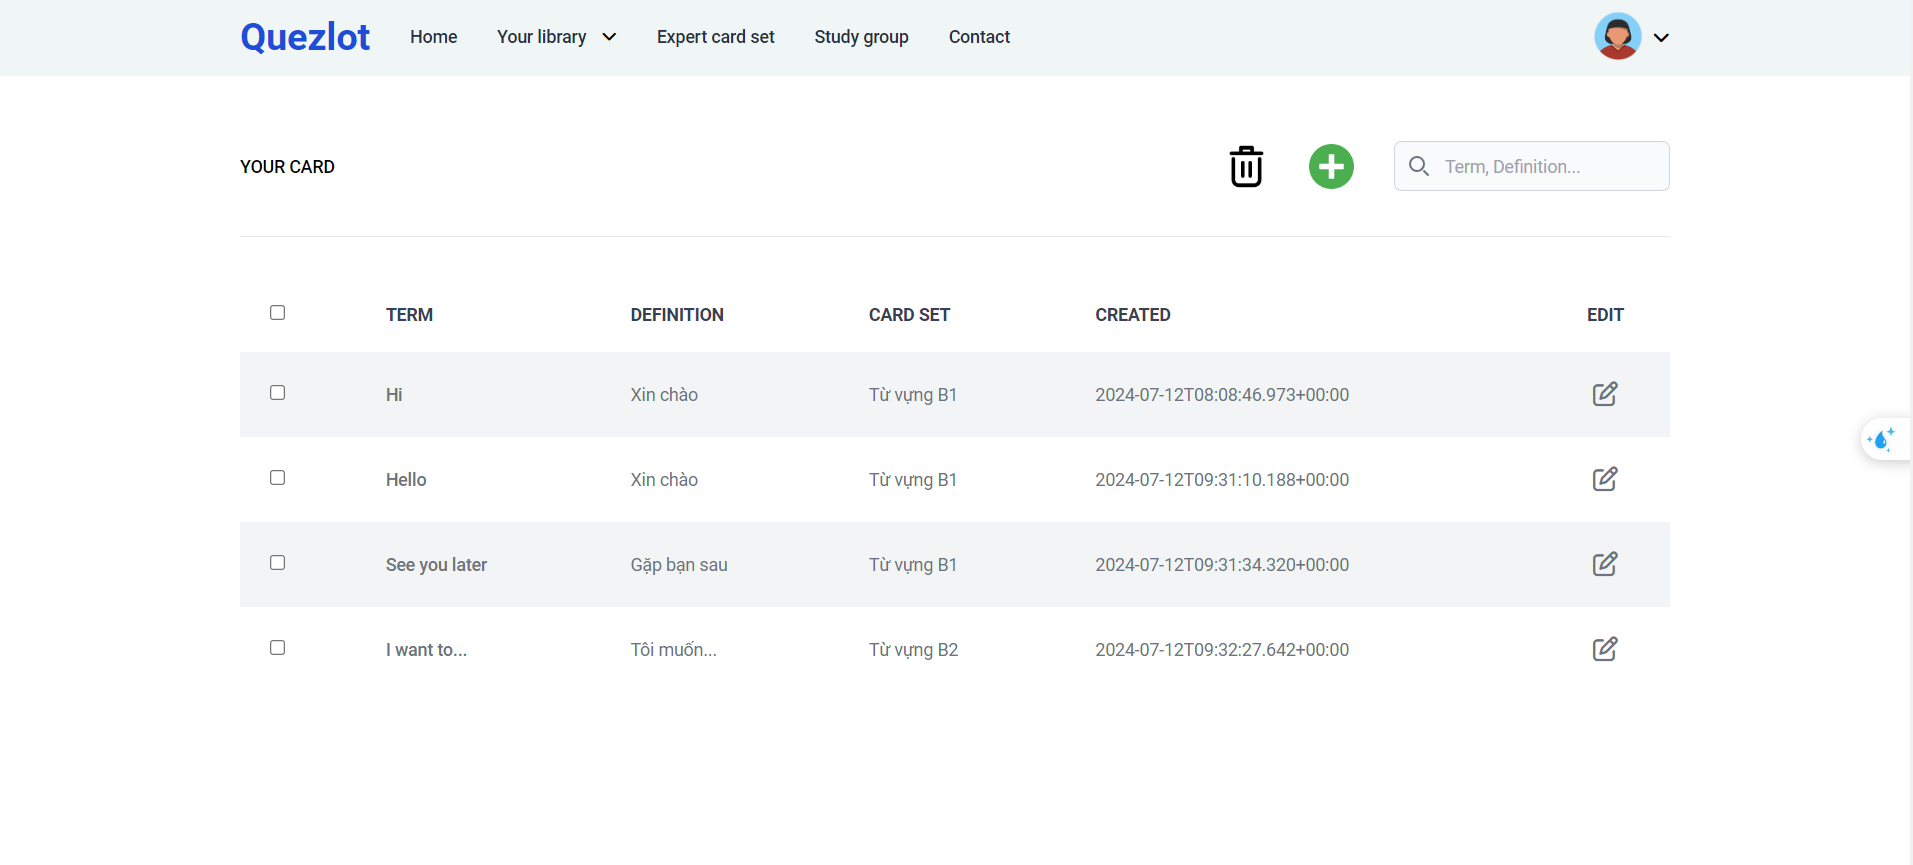 Quezlot Home Your library Expert card set Study group Contact
YOUR CARD Term, Definition...
TERM DEFINITION CARD SET CREATED EDIT
Hi Xin chào Từ vựng B1 2024-07-12T08:08:46.973+00:00
Hello Xin chào Từ vựng B1 2024-07-12T09:31:10.188+00:00
See you later Gặp bạn sau Từ vựng B1 2024-07-12T09:31:34.320+00:00
I want to... Tôi muốn... Từ vựng B2 2024-07-12T09:32:27.642+00:00